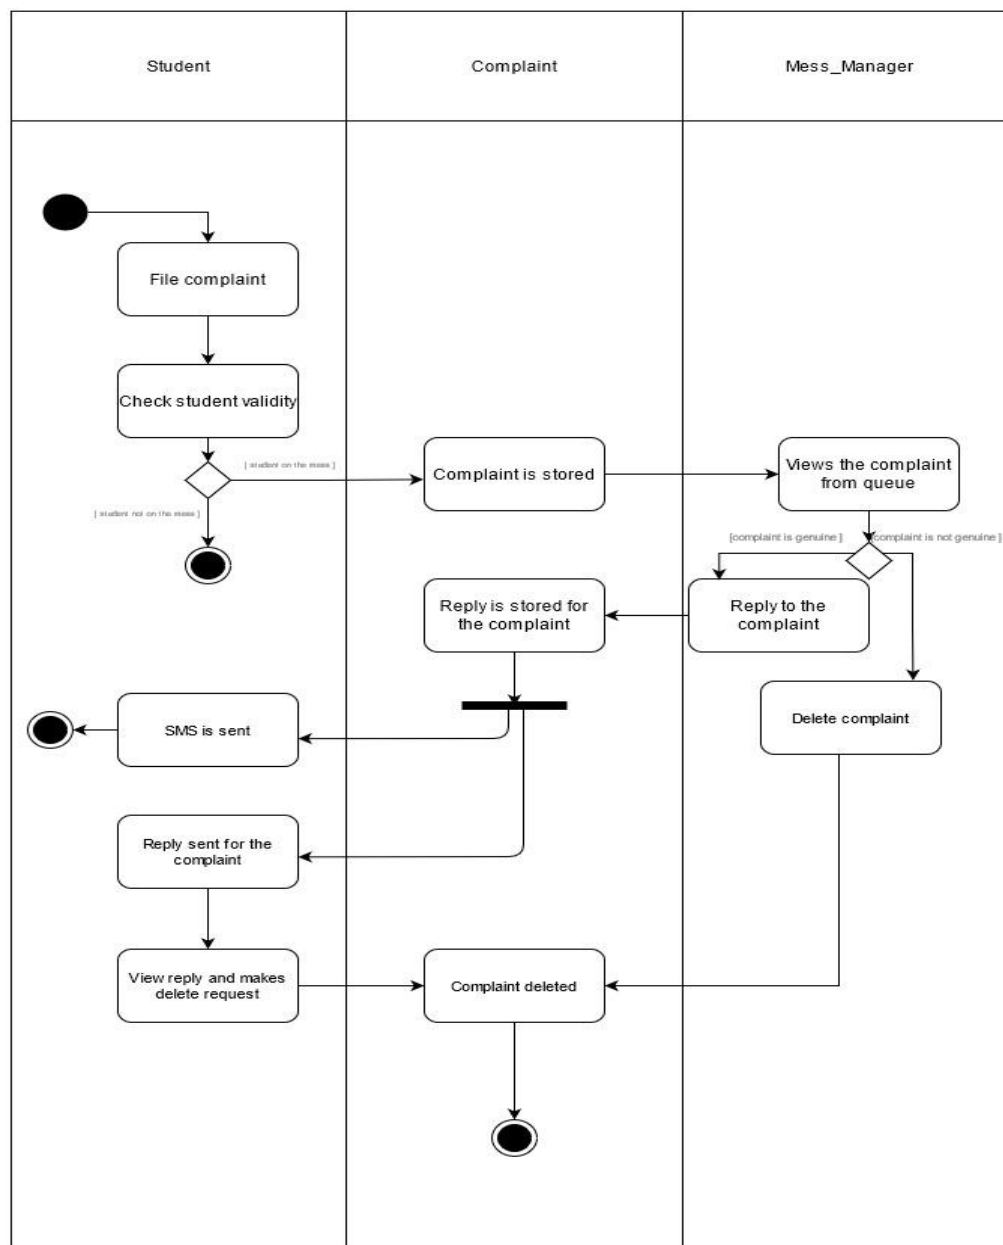 Student
Complaint
Mess_Manager
File complaint
Check student validity
[ student on the mess ]
[ student not on the mess ]
Complaint is stored
Views the complaint
from queue
[complaint is genuine ]
[complaint is not genuine ]
Reply is stored for
the complaint
Reply to the
complaint
SMS is sent
Delete complaint
Reply sent for the
complaint
View reply and makes
delete request
Complaint deleted